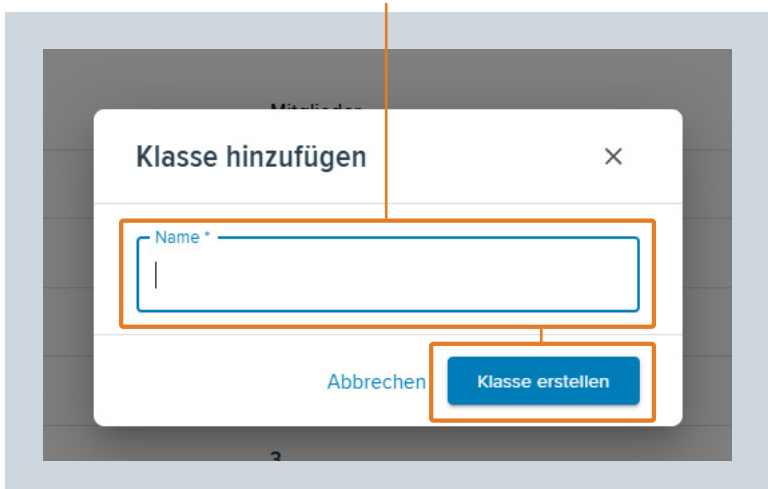 Mitglieder
Klasse hinzufügen
Name *
Abbrechen
Klasse erstellen
3